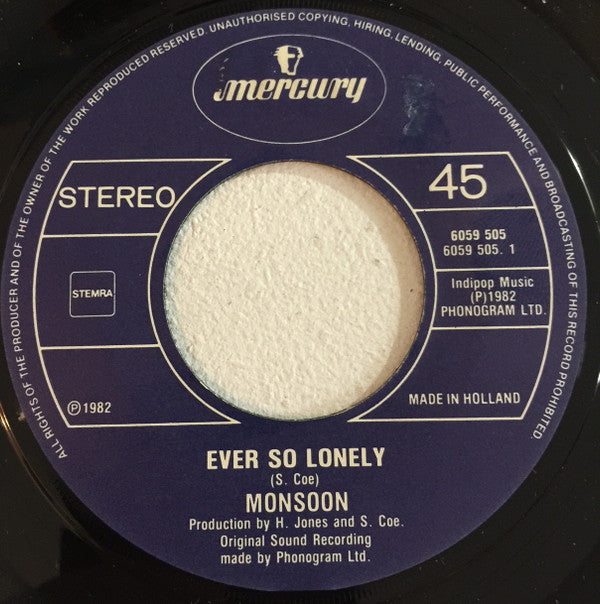 ALL RIGHTS OF THE PRODUCER AND OF THE OWNER OF THE WORK REPRODUCED RESERVED. UNAUTHORISED COPYING, HIRING, LENDING, PUBLIC PERFORMANCE AND BROADCASTING OF THIS RECORD PROHIBITED.
mercury
STEREO
45
6059 505
6059 505. 1
STEMRA
Indipop Music
(P)1982
PHONOGRAM LTD.
℗1982
MADE IN HOLLAND
EVER SO LONELY
(S. Coe)
MONSOON
Production by H. Jones and S. Coe.
Original Sound Recording
made by Phonogram Ltd.